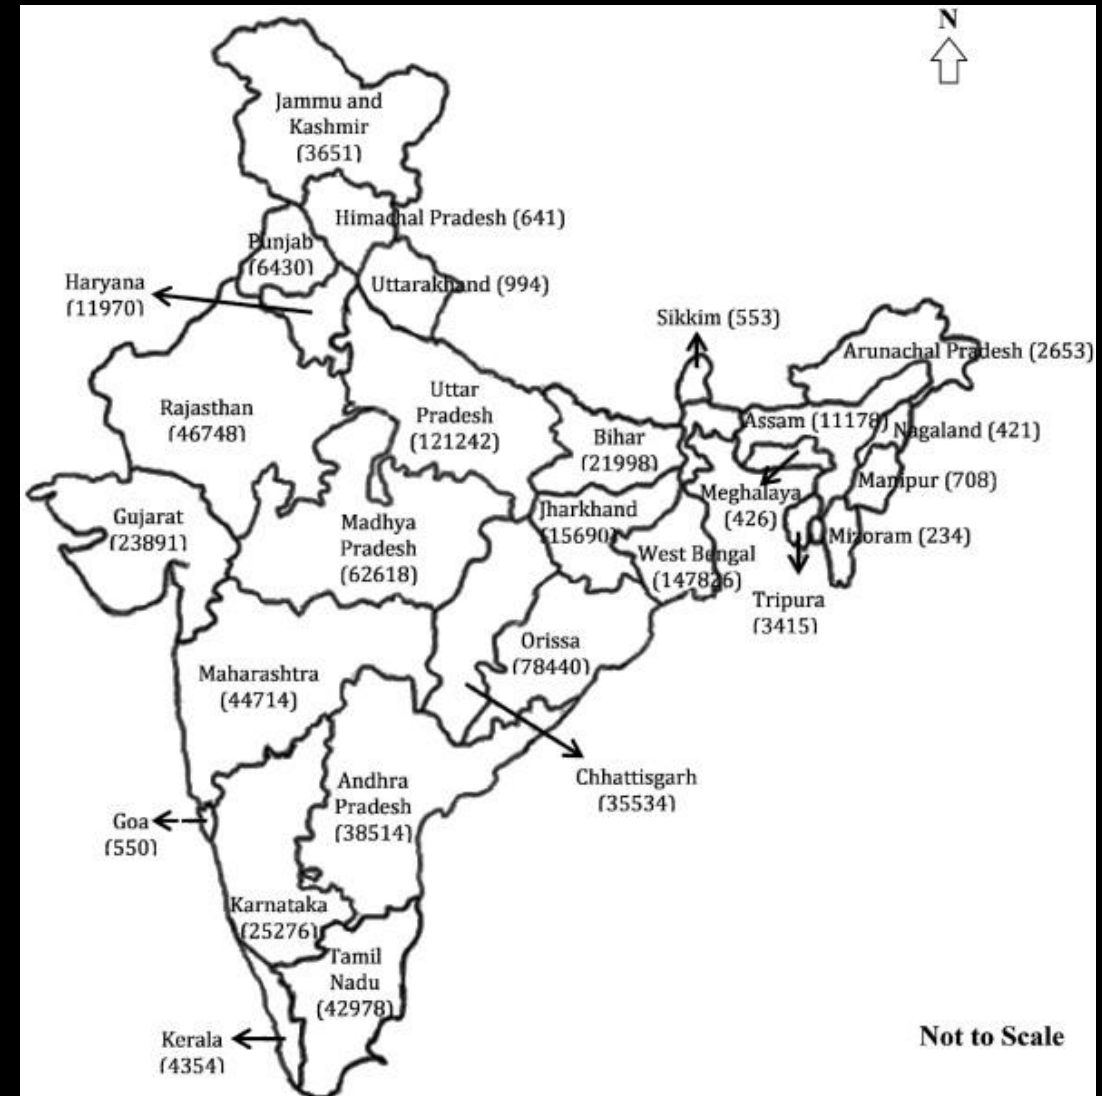 N
Jammu and
Kashmir
(3651)
Himachal Pradesh (641)
Punjab
(6430)
Haryana
(11970)
Uttarakhand (994)
Sikkim (553)
Arunachal Pradesh (2653)
Rajasthan
(46748)
Uttar
Pradesh
(121242)
Bihar
(21998)
Assam (11178)
Nagaland (421)
Gujarat
(23891)
Madhya
Pradesh
(62618)
Jharkhand
(15690)
Meghalaya
(426)
Manipur (708)
West Bengal
(147826)
Mizoram (234)
Tripura
(3415)
Orissa
(78440)
Maharashtra
(44714)
Chhattisgarh
(35534)
Andhra
Pradesh
(38514)
Goa
(550)
Karnataka
(25276)
Tamil
Nadu
(42978)
Kerala
(4354)
Not to Scale